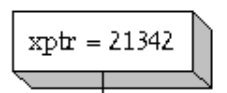 xptr = 21342